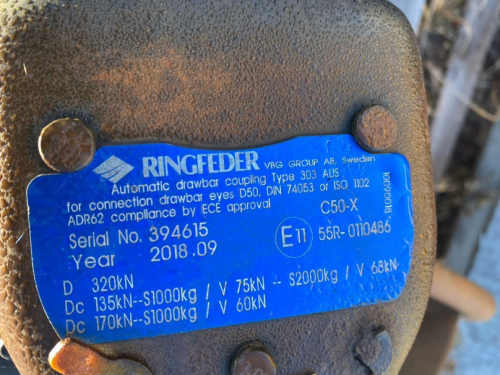 RINGFEDER VBG GROUP AB, Sweden
Automatic drawbar coupling Type 303 AUS
for connection drawbar eyes D50, DIN 74053 or ISO 1102
ADR62 compliance by ECE approval C50-X
Serial No. 394615 E11 55R-0110486
Year 2018.09
D 320kN
Dc 135kN--S1000kg / V 75kN -- S2000kg / V 68kN
Dc 170kN--S1000kg / V 60kN